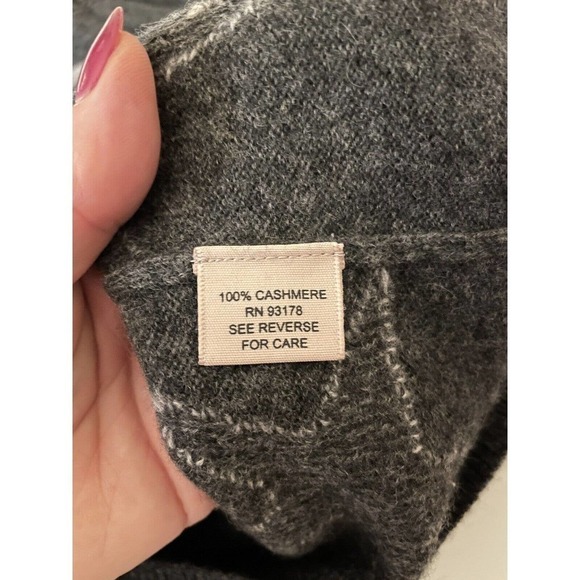 100% CASHMERE
RN 93178
SEE REVERSE
FOR CARE